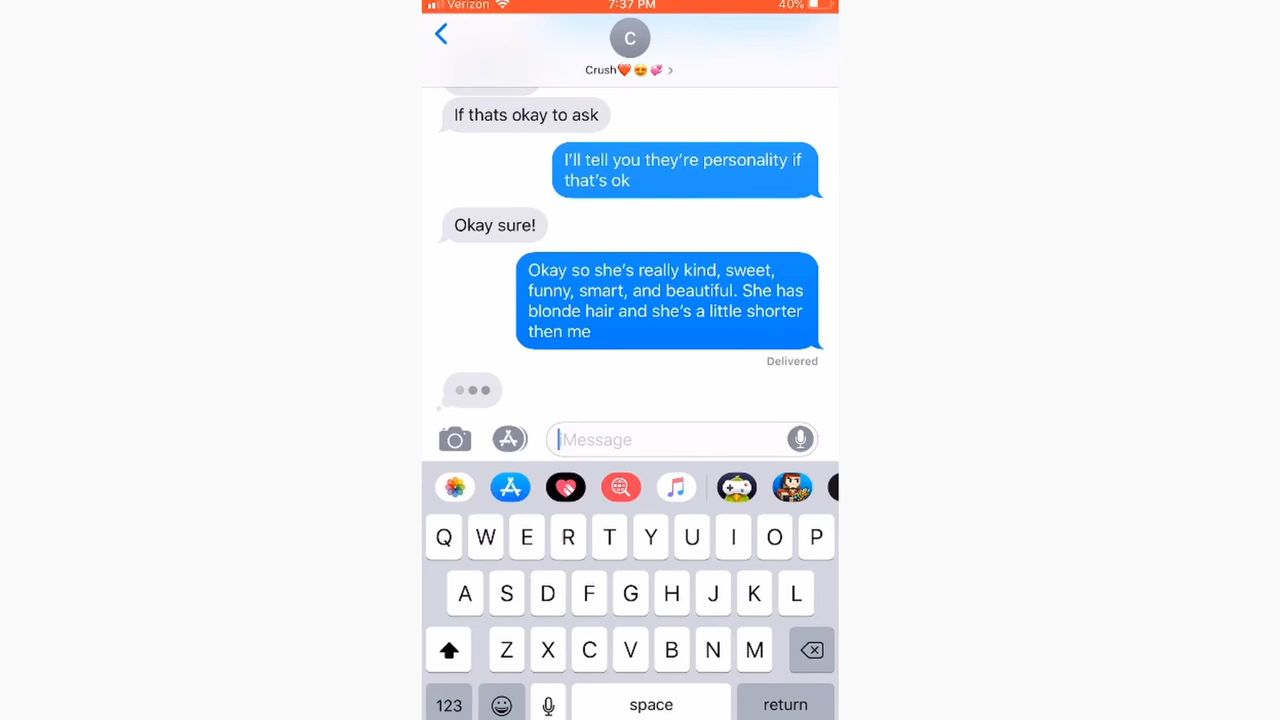 Verizon 7:37 PM 40%
C
Crush❤️😍💞 >
If thats okay to ask
I'll tell you they're personality if
that's ok
Okay sure!
Okay so she's really kind, sweet,
funny, smart, and beautiful. She has
blonde hair and she's a little shorter
then me
Delivered
iMessage
Q W E R T Y U I O P
A S D F G H J K L
Z X C V B N M
123 space return